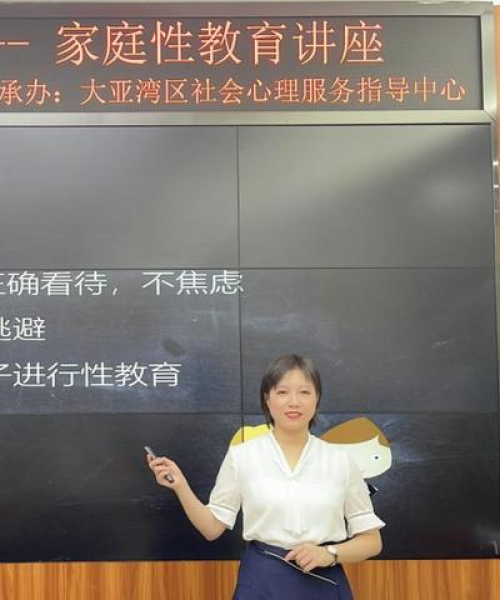 -- 家庭性教育讲座
承办：大亚湾区社会心理服务指导中心
正确看待，不焦虑
逃避
子进行性教育